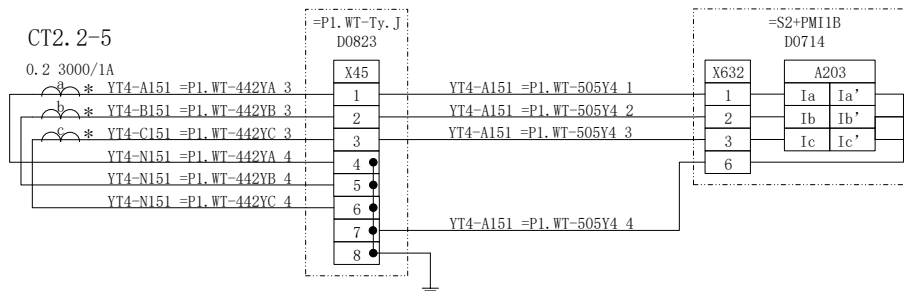 =P1.WT-Ty.J
D0823
=S2+PMI1B
D0714
CT2.2-5
0.2 3000/1A
X45
X632
A203
a * YT4-A151 =P1.WT-442YA 3
1
YT4-A151 =P1.WT-505Y4 1
1
Ia Ia'
b * YT4-B151 =P1.WT-442YB 3
2
YT4-A151 =P1.WT-505Y4 2
2
Ib Ib'
c * YT4-C151 =P1.WT-442YC 3
3
YT4-A151 =P1.WT-505Y4 3
3
Ic Ic'
YT4-N151 =P1.WT-442YA 4
4
6
YT4-N151 =P1.WT-442YB 4
5
YT4-N151 =P1.WT-442YC 4
6
7
YT4-A151 =P1.WT-505Y4 4
8